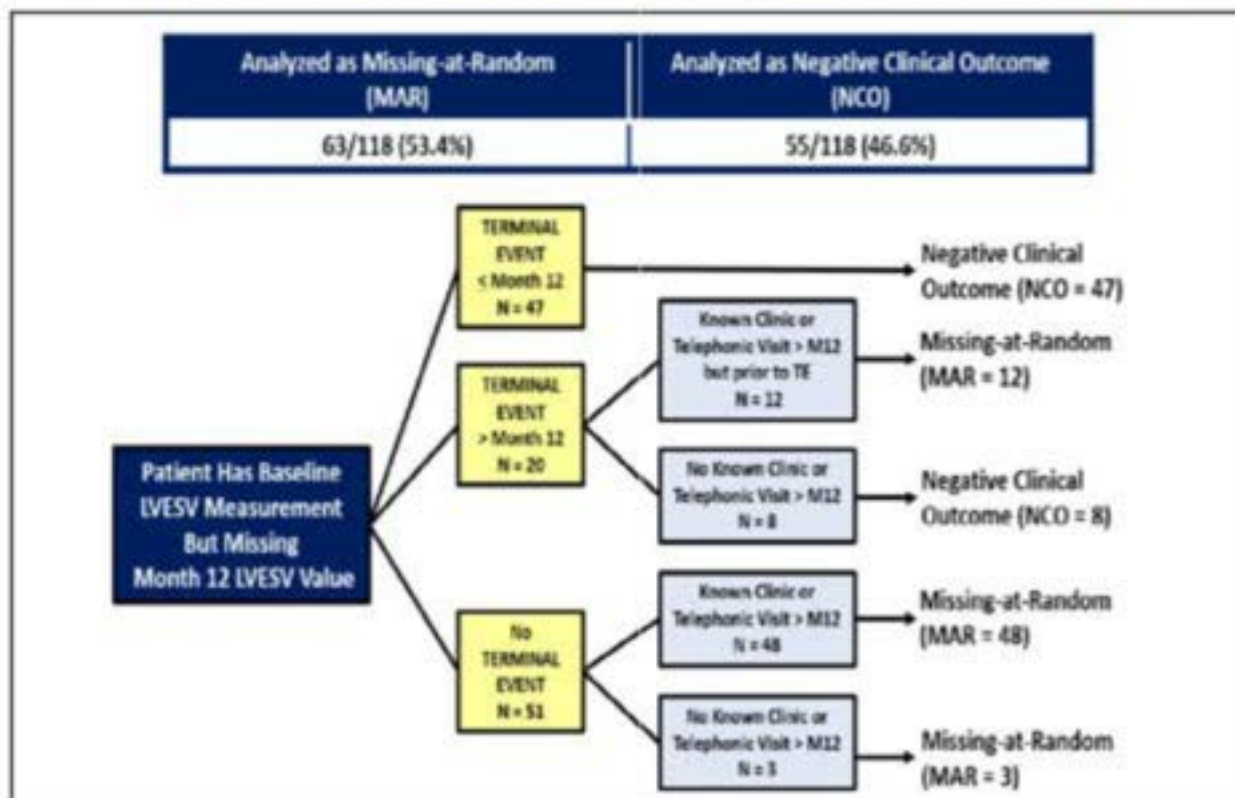 Analyzed as Missing-at-Random
(MAR)
Analyzed as Negative Clinical Outcome
(NCO)
63/118 (53.4%)
55/118 (46.6%)
TERMINAL
EVENT
≤ Month 12
N = 47
Negative Clinical
Outcome (NCO = 47)
Known Clinic or
Telephonic Visit > M12
but prior to TE
N = 12
Missing-at-Random
(MAR = 12)
TERMINAL
EVENT
> Month 12
N = 20
No Known Clinic or
Telephonic Visit > M12
N = 8
Negative Clinical
Outcome (NCO = 8)
Patient Has Baseline
LVESV Measurement
But Missing
Month 12 LVESV Value
Known Clinic or
Telephonic Visit > M12
N = 48
Missing-at-Random
(MAR = 48)
No
TERMINAL
EVENT
N = 51
No Known Clinic or
Telephonic Visit > M12
N = 3
Missing-at-Random
(MAR = 3)